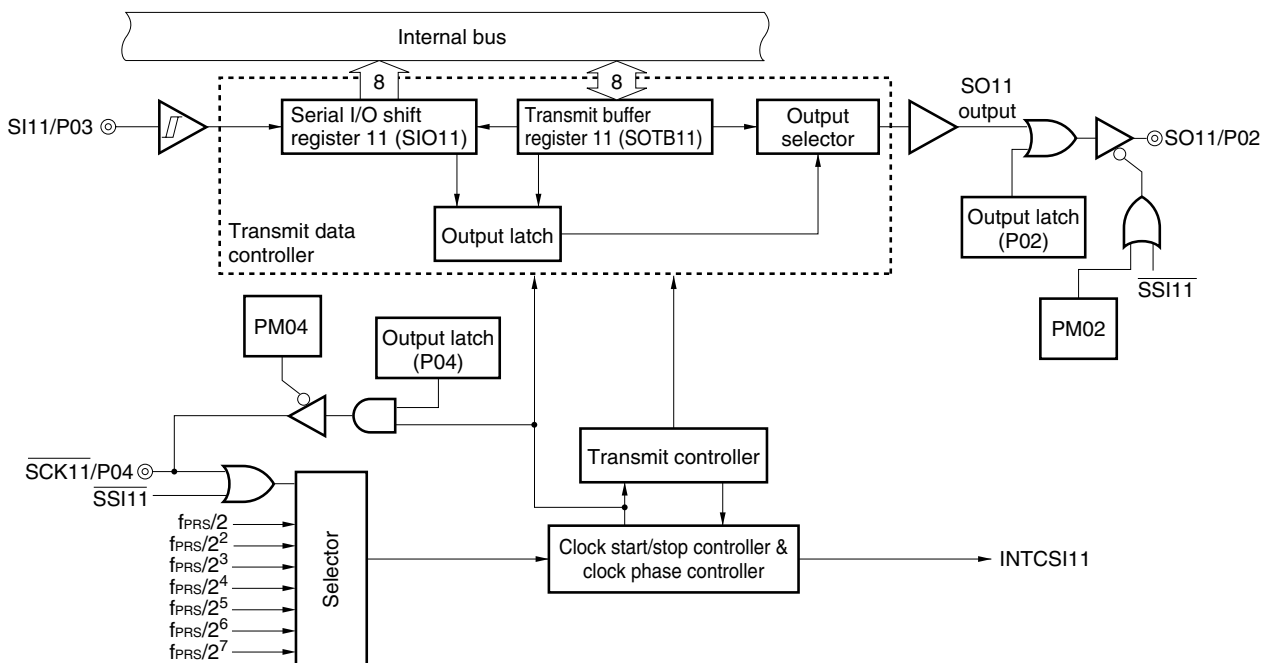 Internal bus
8
8
SI11/P03
Serial I/O shift
register 11 (SIO11)
Transmit buffer
register 11 (SOTB11)
Output
selector
SO11
output
SO11/P02
Transmit data
controller
Output latch
Output latch
(P02)
SSI11
PM02
PM04
Output latch
(P04)
SCK11/P04
SSI11
Transmit controller
fPRS/2
fPRS/2²
fPRS/2³
fPRS/2⁴
fPRS/2⁵
fPRS/2⁶
fPRS/2⁷
Selector
Clock start/stop controller &
clock phase controller
INTCSI11